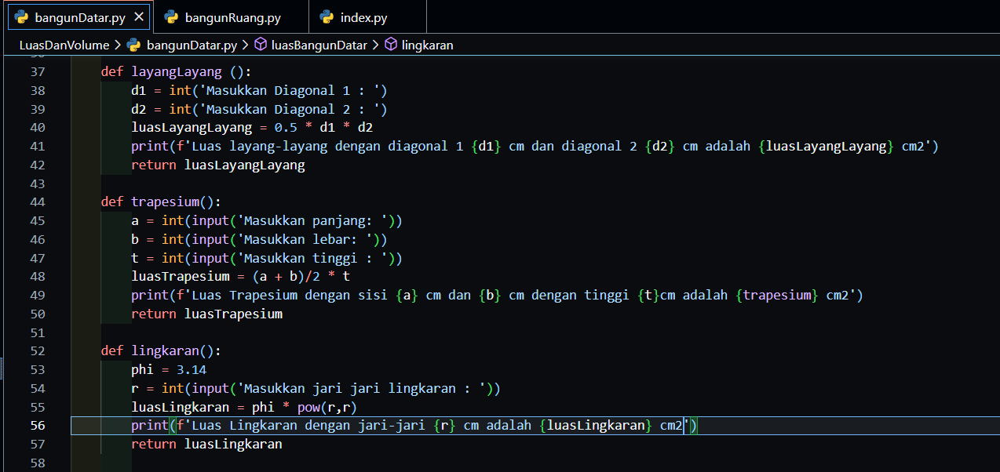 bangunDatar.py × bangunRuang.py index.py
LuasDanVolume > bangunDatar.py > luasBangunDatar > lingkaran
37 def layangLayang ():
38 d1 = int('Masukkan Diagonal 1 : ')
39 d2 = int('Masukkan Diagonal 2 : ')
40 luasLayangLayang = 0.5 * d1 * d2
41 print(f'Luas layang-layang dengan diagonal 1 {d1} cm dan diagonal 2 {d2} cm adalah {luasLayangLayang} cm2')
42 return luasLayangLayang
43
44 def trapesium():
45 a = int(input('Masukkan panjang: '))
46 b = int(input('Masukkan lebar: '))
47 t = int(input('Masukkan tinggi : '))
48 luasTrapesium = (a + b)/2 * t
49 print(f'Luas Trapesium dengan sisi {a} cm dan {b} cm dengan tinggi {t}cm adalah {trapesium} cm2')
50 return luasTrapesium
51
52 def lingkaran():
53 phi = 3.14
54 r = int(input('Masukkan jari jari lingkaran : '))
55 luasLingkaran = phi * pow(r,r)
56 print(f'Luas Lingkaran dengan jari-jari {r} cm adalah {luasLingkaran} cm2')
57 return luasLingkaran
58